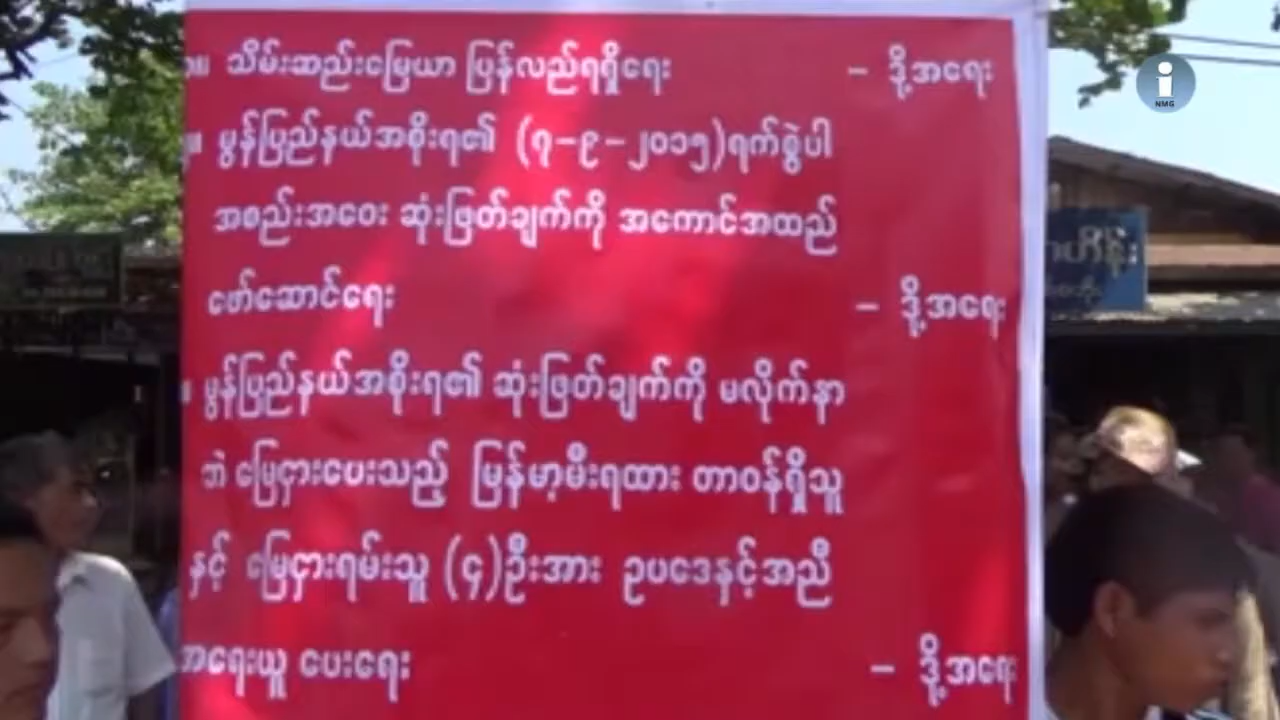 ။ သိမ်းဆည်းမြေယာ ပြန်လည်ရရှိရေး – ဒို့အရေး
။ မွန်ပြည်နယ်အစိုးရ၏ (၇-၉-၂၀၁၅)ရက်စွဲပါ
အစည်းအဝေး ဆုံးဖြတ်ချက်ကို အကောင်အထည်
ဖော်ဆောင်ရေး – ဒို့အရေး
။ မွန်ပြည်နယ်အစိုးရ၏ ဆုံးဖြတ်ချက်ကို မလိုက်နာ
ဘဲ မြေငှားပေးသည့် မြန်မာ့မီးရထား တာဝန်ရှိသူ
နှင့် မြေငှားရမ်းသူ (၄)ဦးအား ဥပဒေနှင့်အညီ
အရေးယူ ပေးရေး – ဒို့အရေး
i
NMG